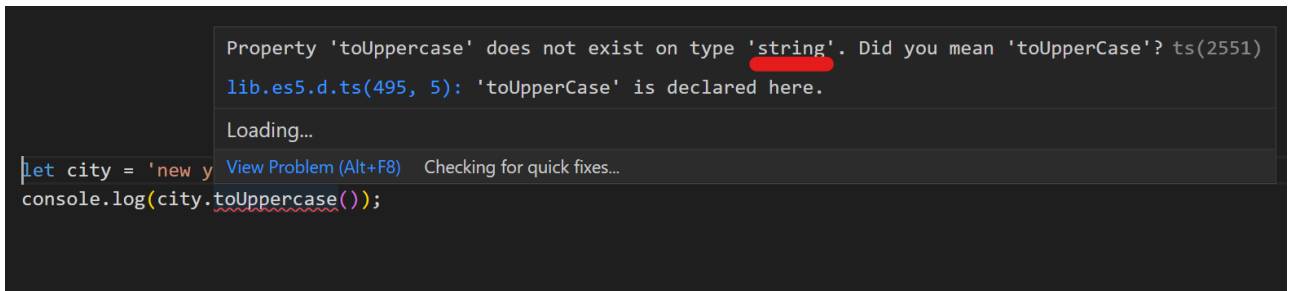 Property 'toUppercase' does not exist on type 'string'. Did you mean 'toUpperCase'? ts(2551)
lib.es5.d.ts(495, 5): 'toUpperCase' is declared here.
Loading...
View Problem (Alt+F8) Checking for quick fixes...
let city = 'new y
console.log(city.toUppercase());